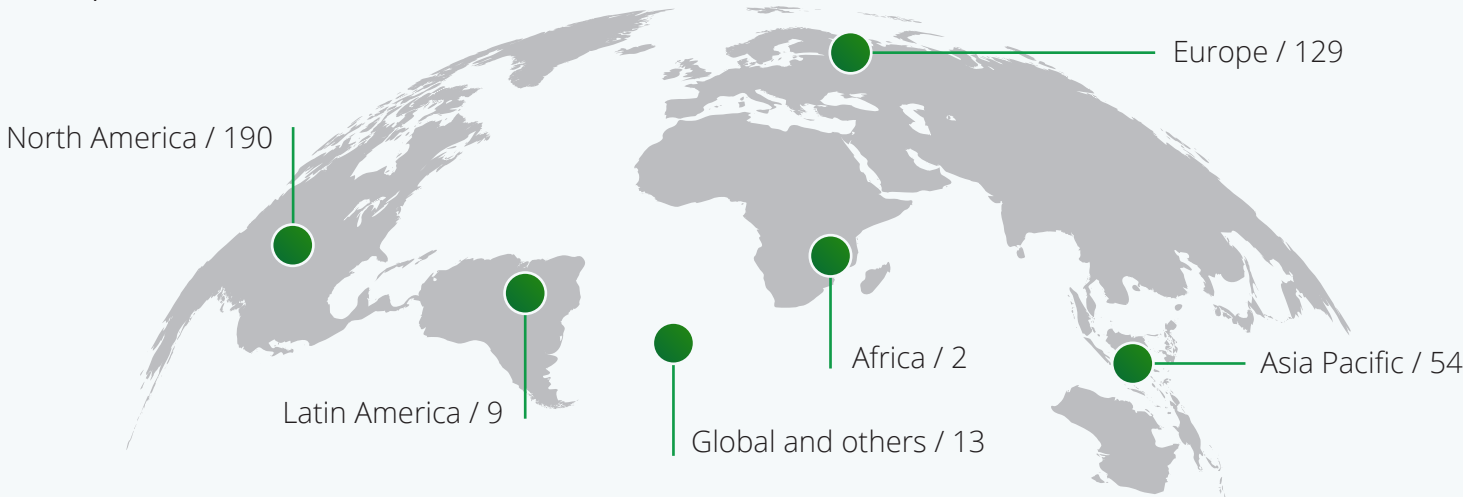 Europe / 129
North America / 190
Africa / 2
Asia Pacific / 54
Latin America / 9
Global and others / 13